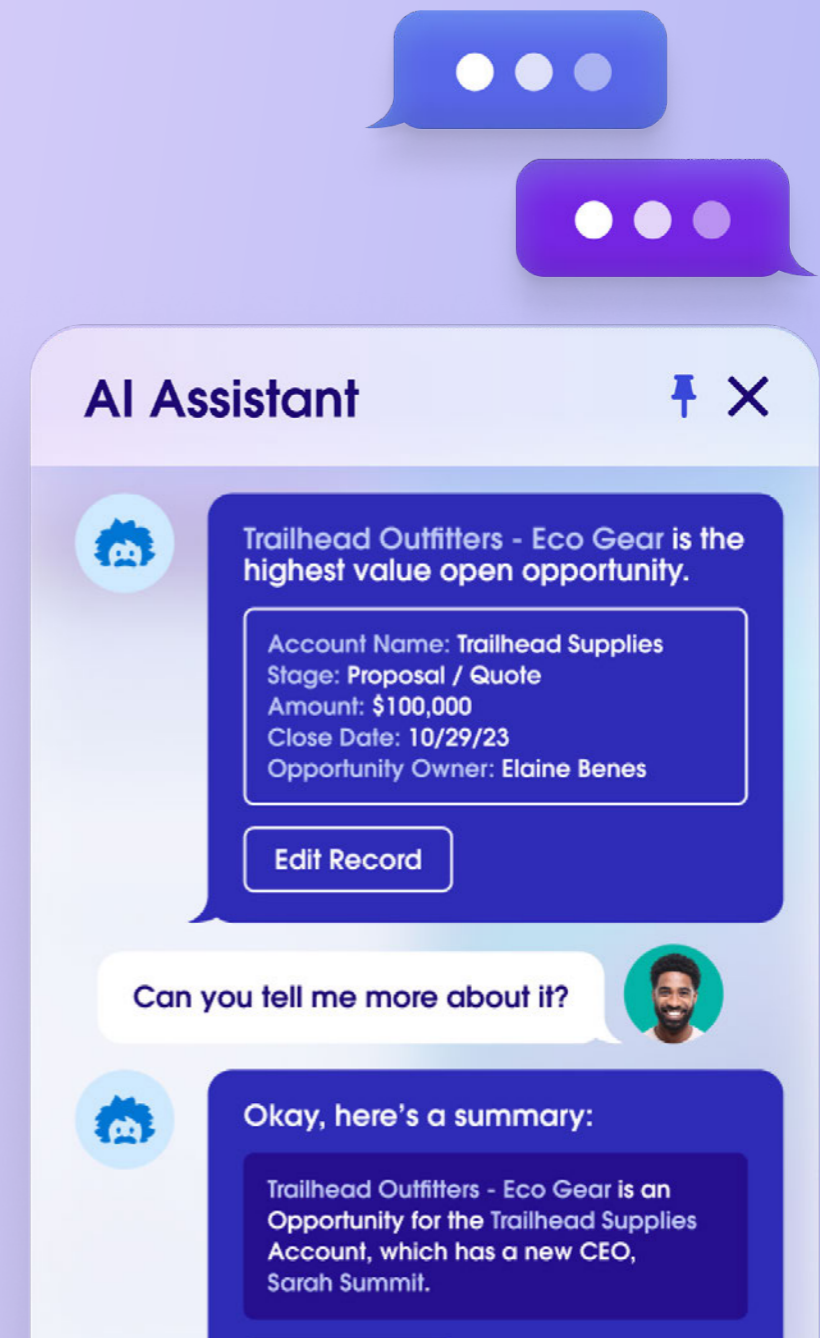 AI Assistant
Trailhead Outfitters - Eco Gear is the
highest value open opportunity.
Account Name: Trailhead Supplies
Stage: Proposal / Quote
Amount: $100,000
Close Date: 10/29/23
Opportunity Owner: Elaine Benes
Edit Record
Can you tell me more about it?
Okay, here’s a summary:
Trailhead Outfitters - Eco Gear is an
Opportunity for the Trailhead Supplies
Account, which has a new CEO,
Sarah Summit.